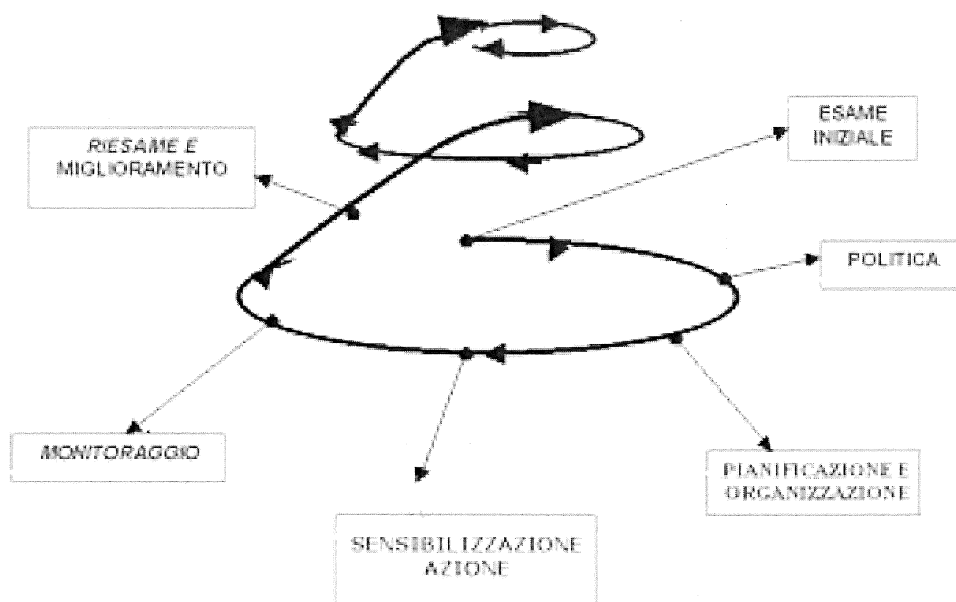 ESAME
INIZIALE
RIESAME E
MIGLIORAMENTO
POLITICA
MONITORAGGIO
PIANIFICAZIONE E
ORGANIZZAZIONE
SENSIBILIZZAZIONE
AZIONE